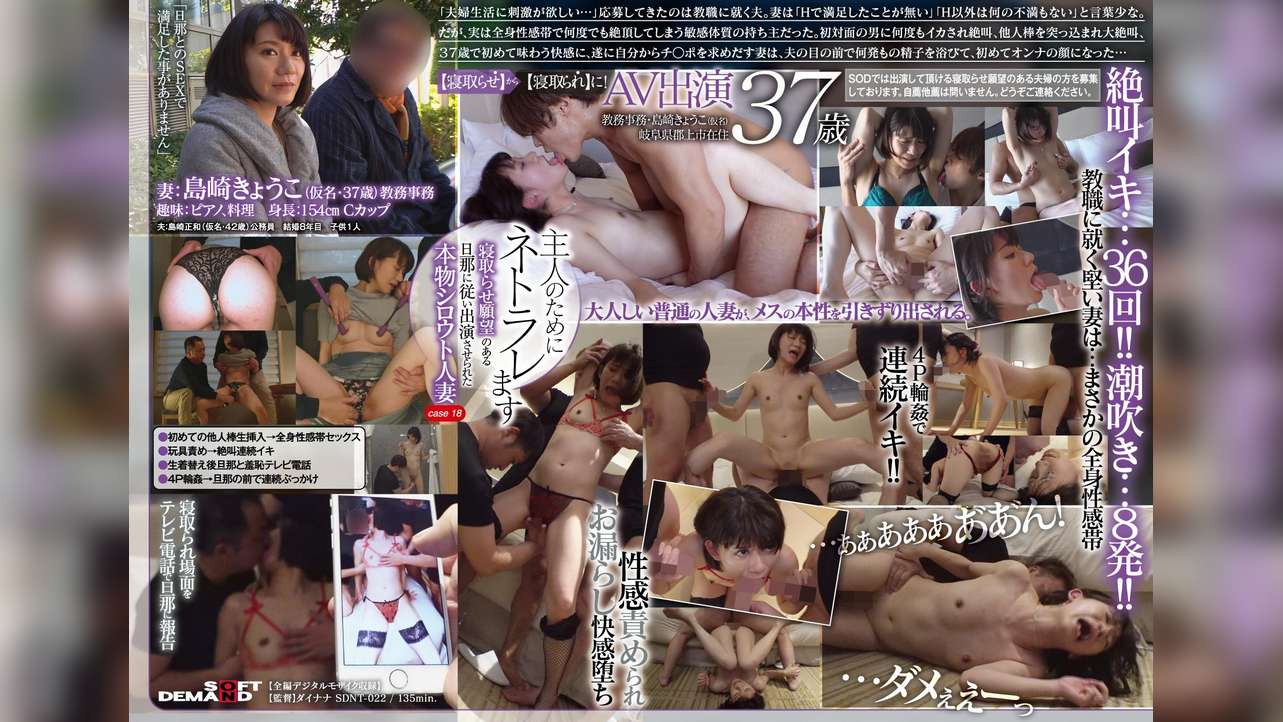 「夫婦生活に刺激が欲しい…」応募してきたのは教職に就く夫。妻は「Hで満足したことが無い」「H以外は何の不満もない」と言葉少な。
だが、実は全身性感帯で何度でも絶頂してしまう敏感体質の持ち主だった。初対面の男に何度もイカされ絶叫、他人棒を突っ込まれ大絶叫、
37歳で初めて味わう快感に、遂に自分からチ〇ポを求めだす妻は、夫の目の前で何発もの精子を浴びて、初めてオンナの顔になった…
「旦那とのSEXで
満足した事がありません」
【寝取らせ】から【寝取られ】に!
AV出演
37歳
教務事務・島崎きょうこ(仮名)
岐阜県郡上市在住
SODでは出演して頂ける寝取らせ願望のある夫婦の方を募集
しております。自薦他薦は問いません。どうぞご連絡ください。
妻:島崎きょうこ(仮名・37歳)教務事務
趣味:ピアノ料理 身長:154cm Cカップ
夫:島崎正和(仮名・42歳)公務員 結婚8年目 子供1人
絶叫イキ…36回!!潮吹き…8発!!
教職に就く堅い妻は…まさかの全身性感帯
主人のために
ネトラレます
寝取らせ願望のある
旦那に従い出演させられた
本物シロウト人妻
case 18
大人しい普通の人妻が、メスの本性を引きずり出される。
4P輪姦で
連続イキ!!
●初めての他人棒生挿入→全身性感帯セックス
●玩具責め→絶叫連続イキ
●生着替え後旦那と羞恥テレビ電話
●4P輪姦→旦那の前で連続ぶっかけ
寝取られ場面を
テレビ電話で旦那に報告
性感責められ
お漏らし快感堕ち
…ぁぁぁぁぁあ゛あ゛ん!
…ダメぇえーっ
SOFT ON DEMAND
【全編デジタルモザイク収録】
【監督】ダイナナ SDNT-022 / 135min.